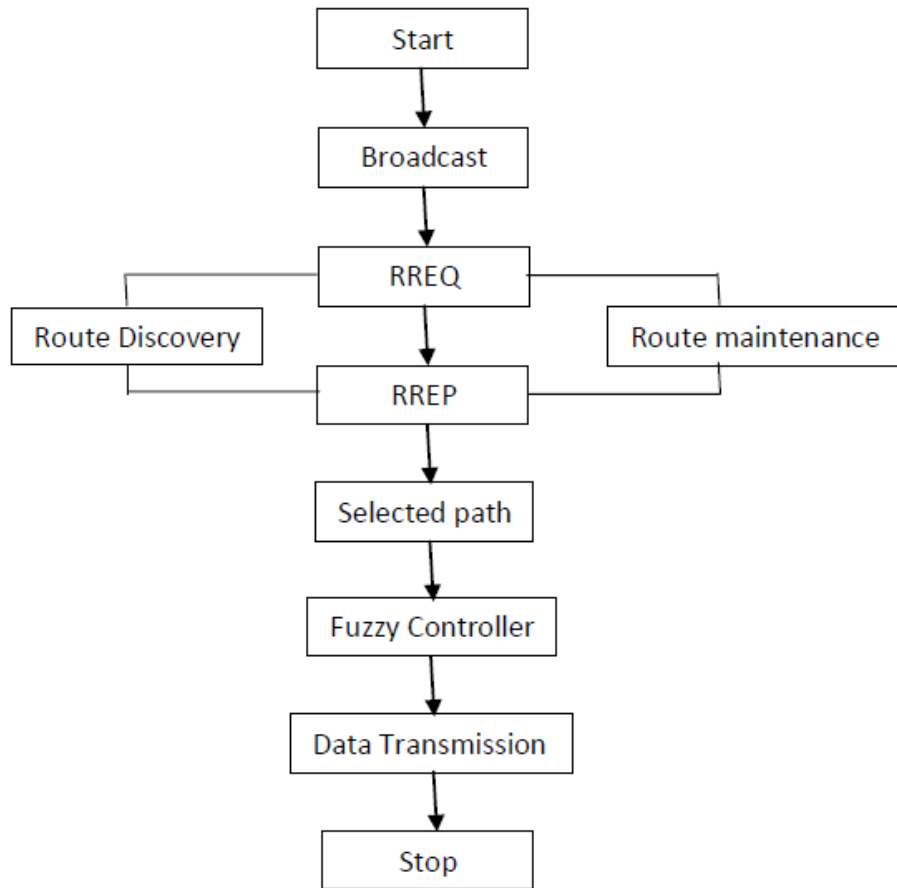 Start
Broadcast
RREQ
Route Discovery
Route maintenance
RREP
Selected path
Fuzzy Controller
Data Transmission
Stop